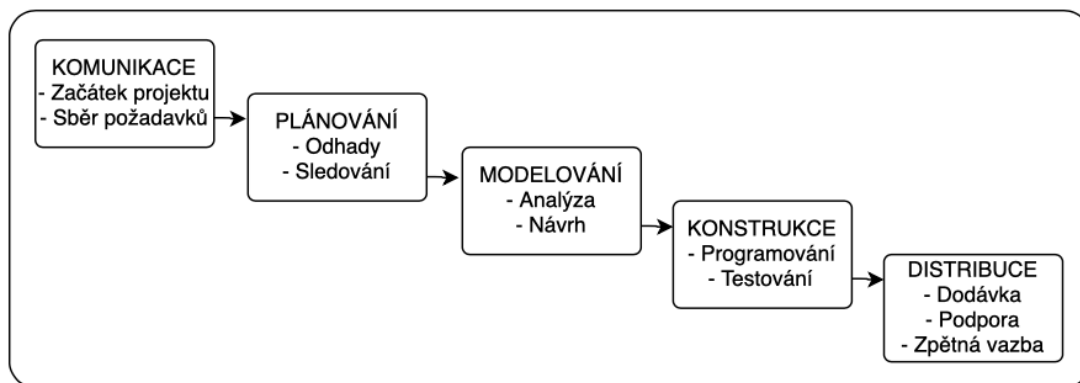 KOMUNIKACE
- Začátek projektu
- Sběr požadavků
PLÁNOVÁNÍ
- Odhady
- Sledování
MODELOVÁNÍ
- Analýza
- Návrh
KONSTRUKCE
- Programování
- Testování
DISTRIBUCE
- Dodávka
- Podpora
- Zpětná vazba